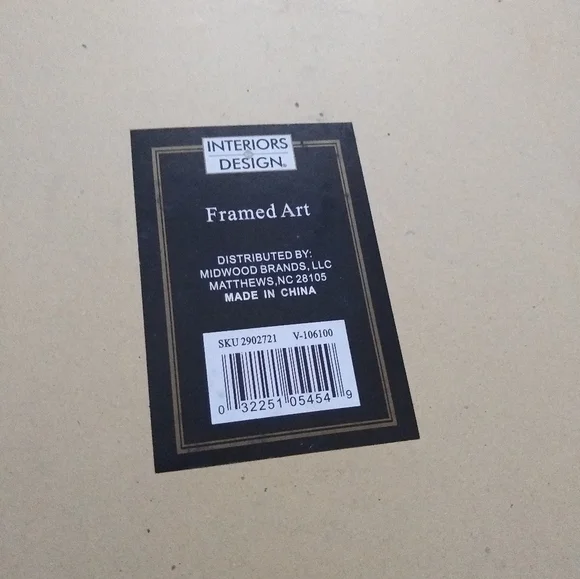 INTERIORS
DESIGN®
Framed Art
DISTRIBUTED BY:
MIDWOOD BRANDS, LLC
MATTHEWS,NC 28105
MADE IN CHINA
SKU 2902721 V-106100
0 32251 05454 9